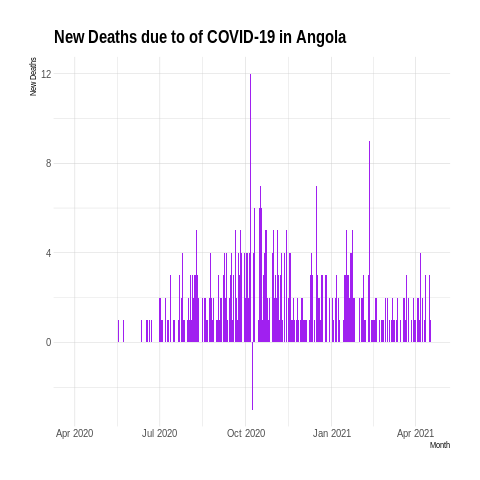 New Deaths due to of COVID-19 in Angola
New Deaths
12
8
4
0
Apr 2020 Jul 2020 Oct 2020 Jan 2021 Apr 2021
Month